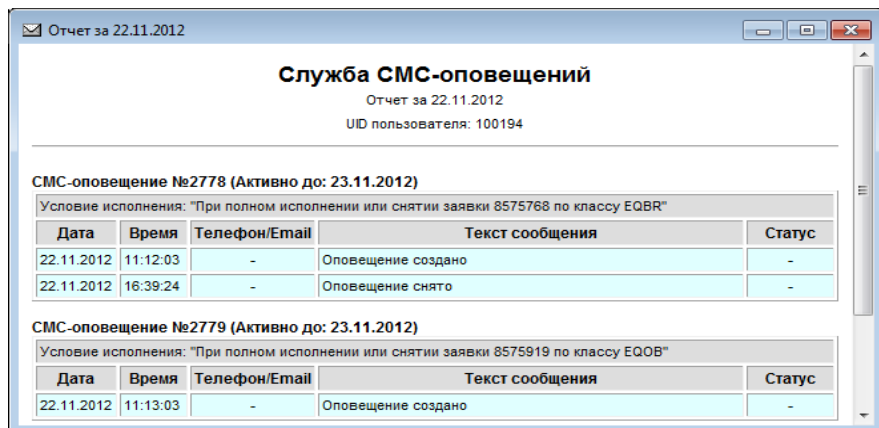 Отчет за 22.11.2012
Служба СМС-оповещений
Отчет за 22.11.2012
UID пользователя: 100194
СМС-оповещение №2778 (Активно до: 23.11.2012)
Условие исполнения: "При полном исполнении или снятии заявки 8575768 по классу EQBR"
Дата Время Телефон/Email Текст сообщения Статус
22.11.2012 11:12:03 - Оповещение создано -
22.11.2012 16:39:24 - Оповещение снято -
СМС-оповещение №2779 (Активно до: 23.11.2012)
Условие исполнения: "При полном исполнении или снятии заявки 8575919 по классу EQOB"
Дата Время Телефон/Email Текст сообщения Статус
22.11.2012 11:13:03 - Оповещение создано -